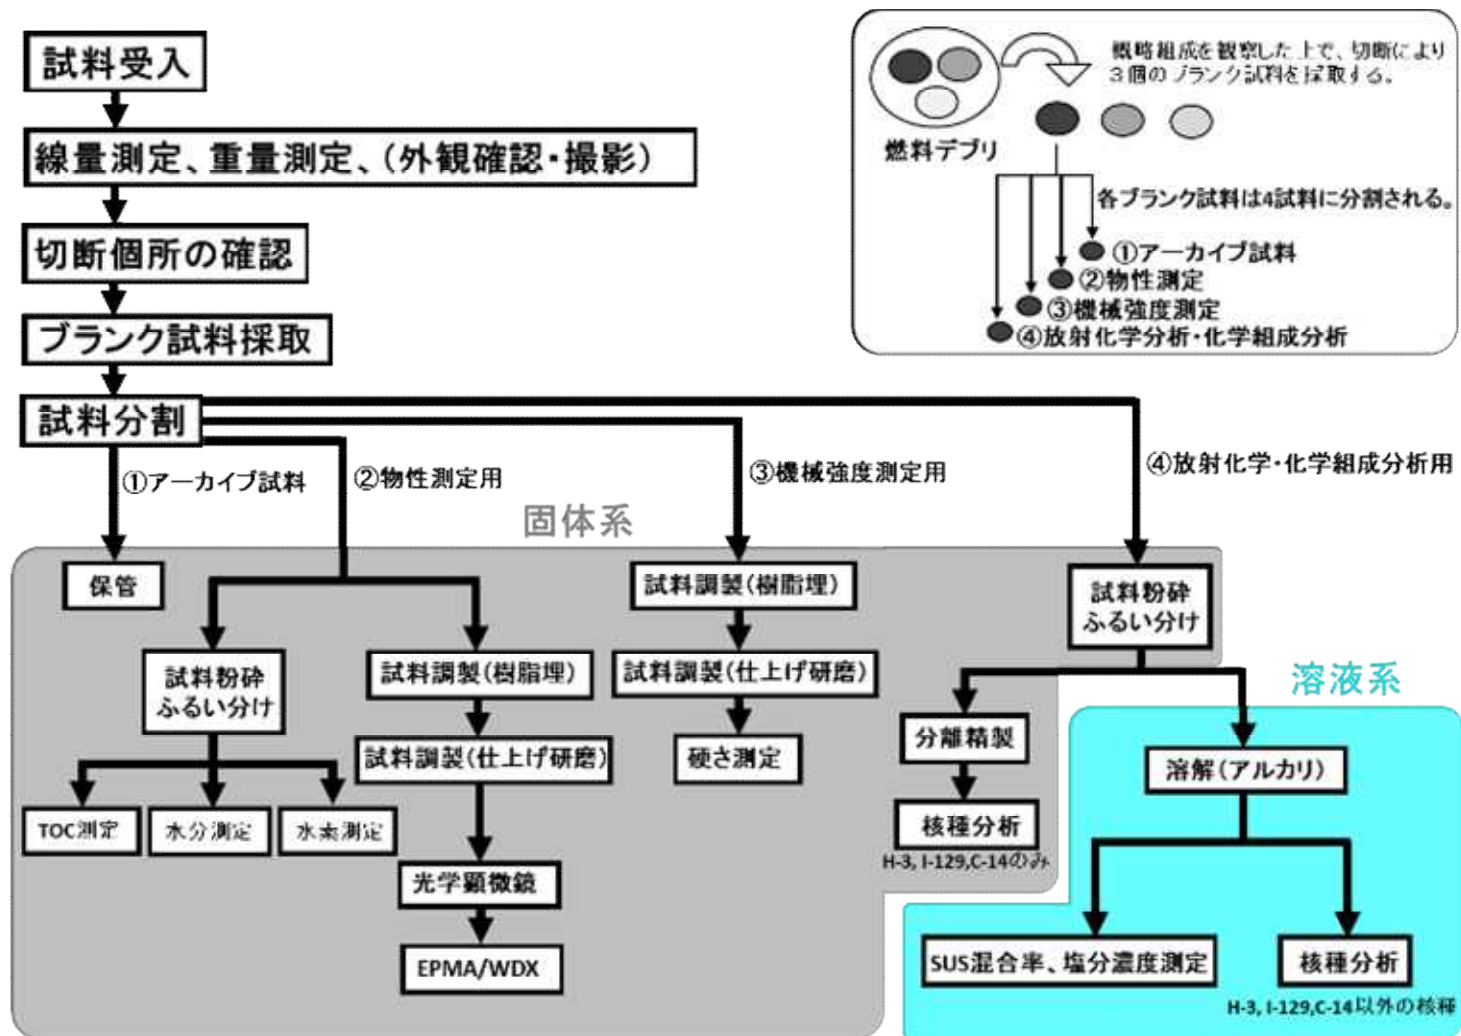 試料受入
線量測定、重量測定、（外観確認・撮影）
切断個所の確認
ブランク試料採取
試料分割
概略組成を観察した上で、切断により
3個のブランク試料を採取する。
燃料デブリ
各ブランク試料は4試料に分割される。
①アーカイブ試料
②物性測定
③機械強度測定
④放射化学分析・化学組成分析
①アーカイブ試料
②物性測定用
③機械強度測定用
④放射化学・化学組成分析用
固体系
保管
試料粉砕
ふるい分け
TOC測定
水分測定
水素測定
試料調製(樹脂埋)
試料調製(仕上げ研磨)
光学顕微鏡
EPMA/WDX
試料調製(樹脂埋)
試料調製(仕上げ研磨)
硬さ測定
試料粉砕
ふるい分け
分離精製
核種分析
H-3, I-129,C-14のみ
溶液系
溶解(アルカリ)
SUS混合率、塩分濃度測定
核種分析
H-3, I-129,C-14以外の核種